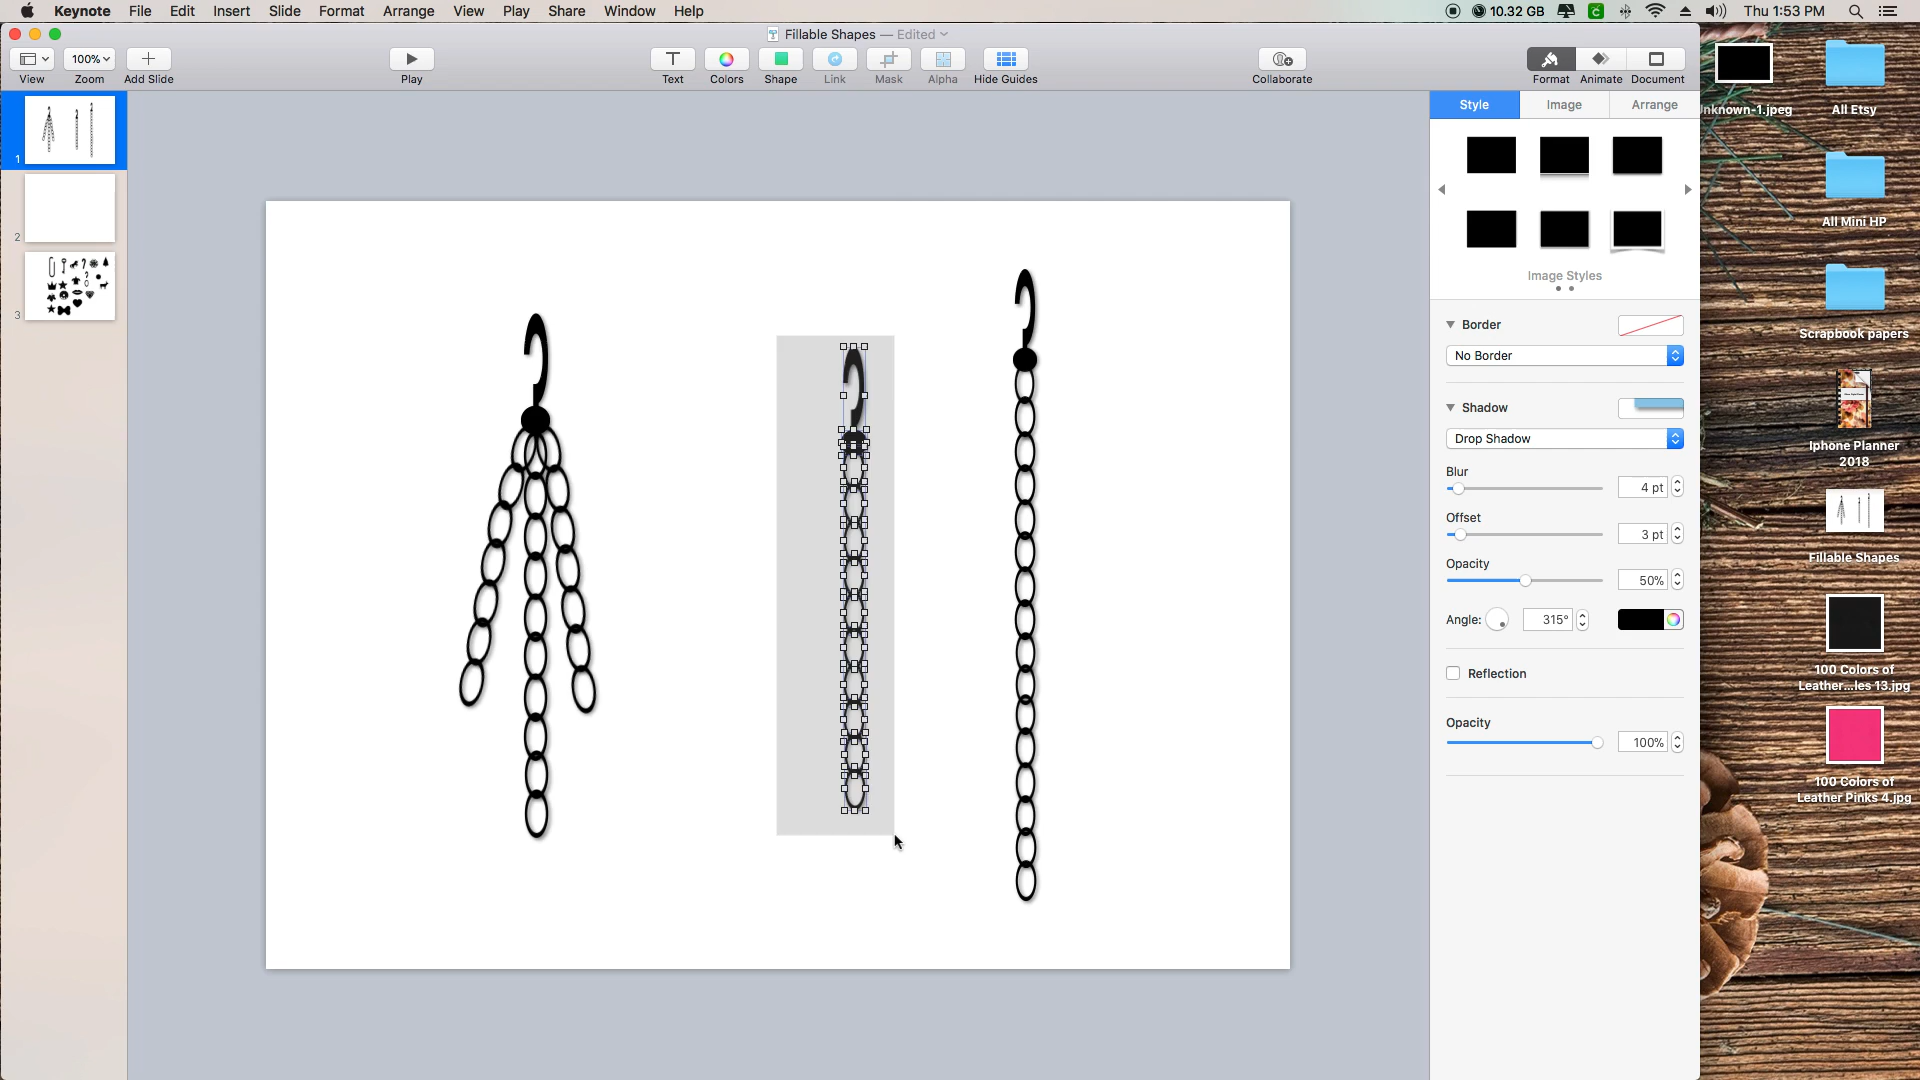 Keynote File Edit Insert Slide Format Arrange View Play Share Window Help
10.32 GB Thu 1:53 PM
Fillable Shapes — Edited
100%
View Zoom Add Slide Play Text Colors Shape Link Mask Alpha Hide Guides Collaborate Format Animate Document
1
2
3
Style Image Arrange
Image Styles
Border
No Border
Shadow
Drop Shadow
Blur
4 pt
Offset
3 pt
Opacity
50%
Angle: 315°
Reflection
Opacity
100%
nknown-1.jpeg
All Etsy
All Mini HP
Scrapbook papers
Iphone Planner
2018
Fillable Shapes
100 Colors of
Leather...les 13.jpg
100 Colors of
Leather Pinks 4.jpg